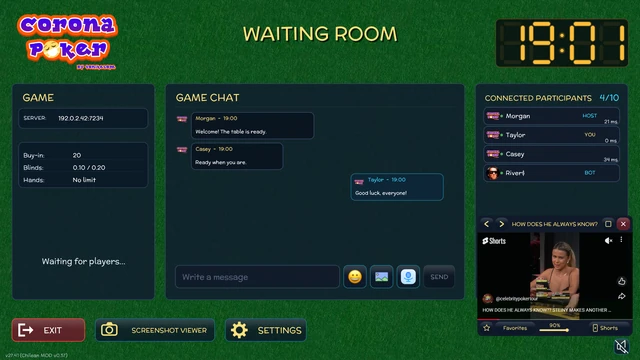 corona
poker
WAITING ROOM
19:01
GAME
SERVER: 192.0.2.42:7234
Buy-in: 20
Blinds: 0.10 / 0.20
Hands: No limit
Waiting for players...
GAME CHAT
Morgan - 19:00
Welcome! The table is ready.
Casey - 19:00
Ready when you are.
Taylor - 19:00
Good luck, everyone!
Write a message
SEND
CONNECTED PARTICIPANTS 4/10
Morgan HOST
21 ms
Taylor YOU
0 ms
Casey
34 ms
River1 BOT
HOW DOES HE ALWAYS KNOW?
Shorts
@celebritypokertour
HOW DOES HE ALWAYS KNOW?! STEINY MAKES ANOTHER ...
Favorites 90% Shorts
EXIT
SCREENSHOT VIEWER
SETTINGS